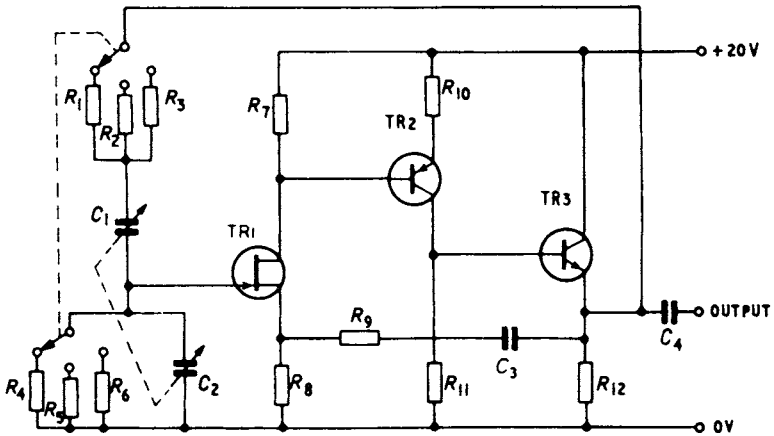 +20V
R1
R2
R3
R7
R10
TR2
C1
TR1
TR3
R9
C3
C4
OUTPUT
R4
R5
R6
C2
R8
R11
R12
0V